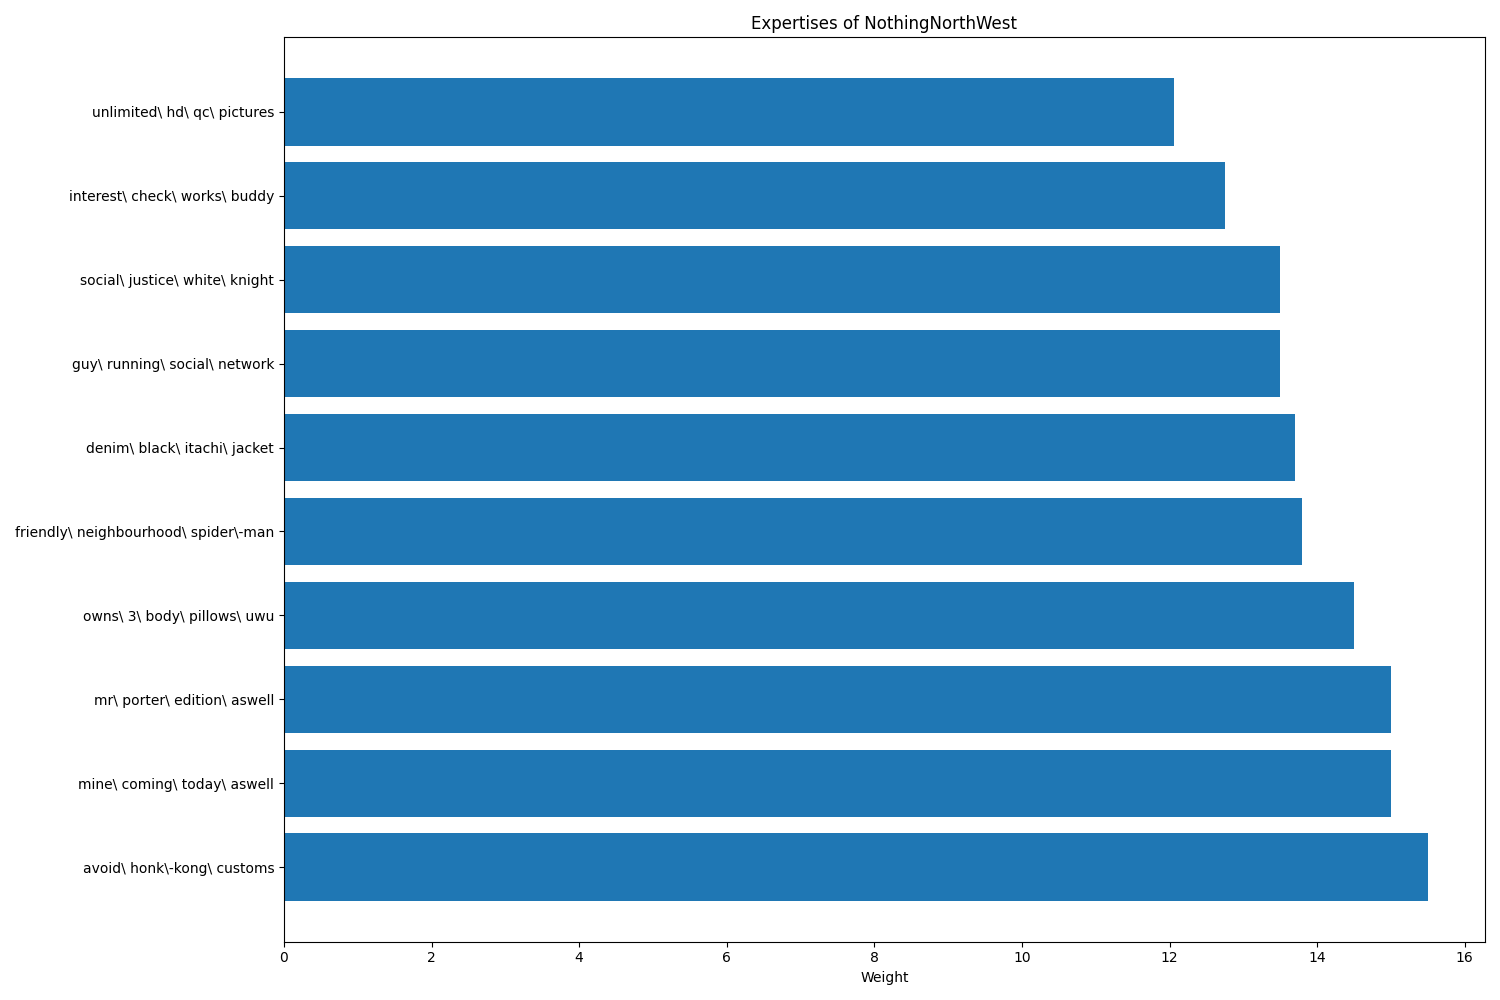 Expertises of NothingNorthWest
unlimited\ hd\ qc\ pictures
interest\ check\ works\ buddy
social\ justice\ white\ knight
guy\ running\ social\ network
denim\ black\ itachi\ jacket
friendly\ neighbourhood\ spider\-man
owns\ 3\ body\ pillows\ uwu
mr\ porter\ edition\ aswell
mine\ coming\ today\ aswell
avoid\ honk\-kong\ customs
0 2 4 6 8 10 12 14 16
Weight